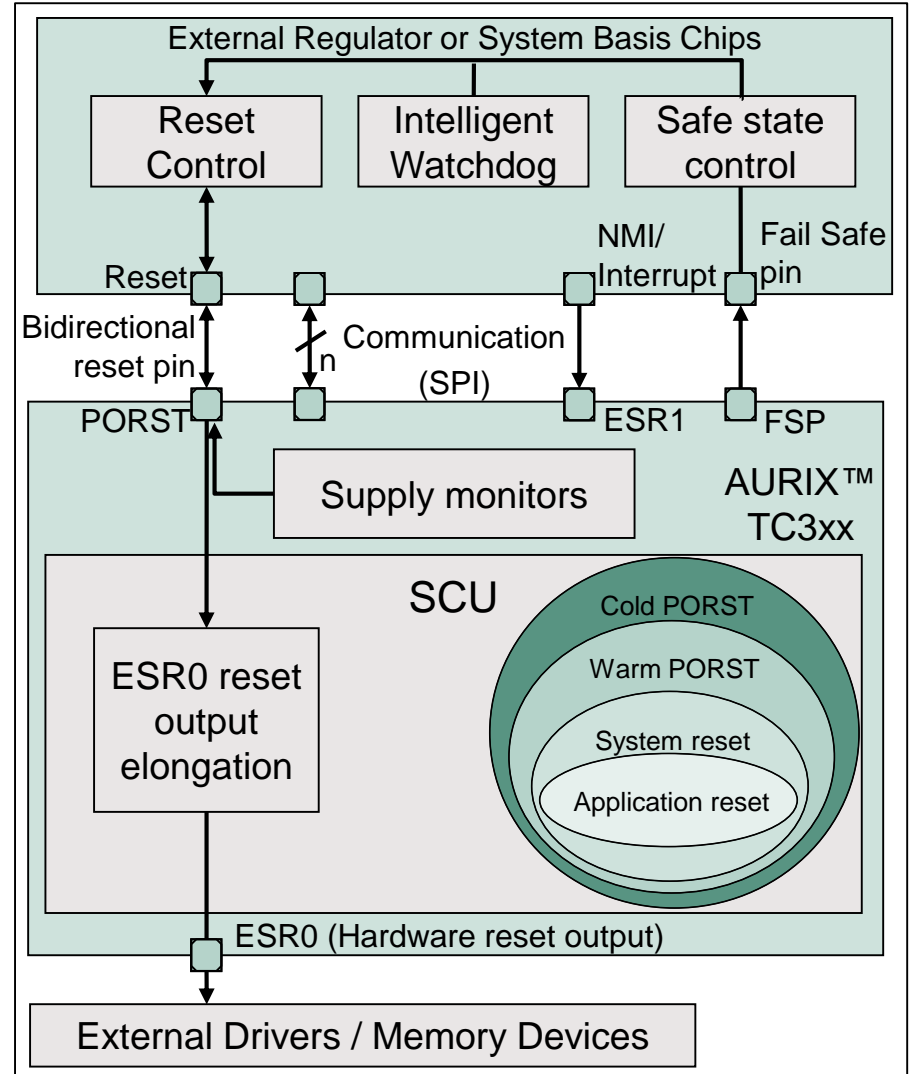 External Regulator or System Basis Chips
Reset
Control
Intelligent
Watchdog
Safe state
control
Reset
NMI/
Interrupt
Fail Safe
pin
Bidirectional
reset pin
n
Communication
(SPI)
PORST
ESR1
FSP
Supply monitors
AURIX™
TC3xx
SCU
Cold PORST
Warm PORST
System reset
Application reset
ESR0 reset
output
elongation
ESR0 (Hardware reset output)
External Drivers / Memory Devices